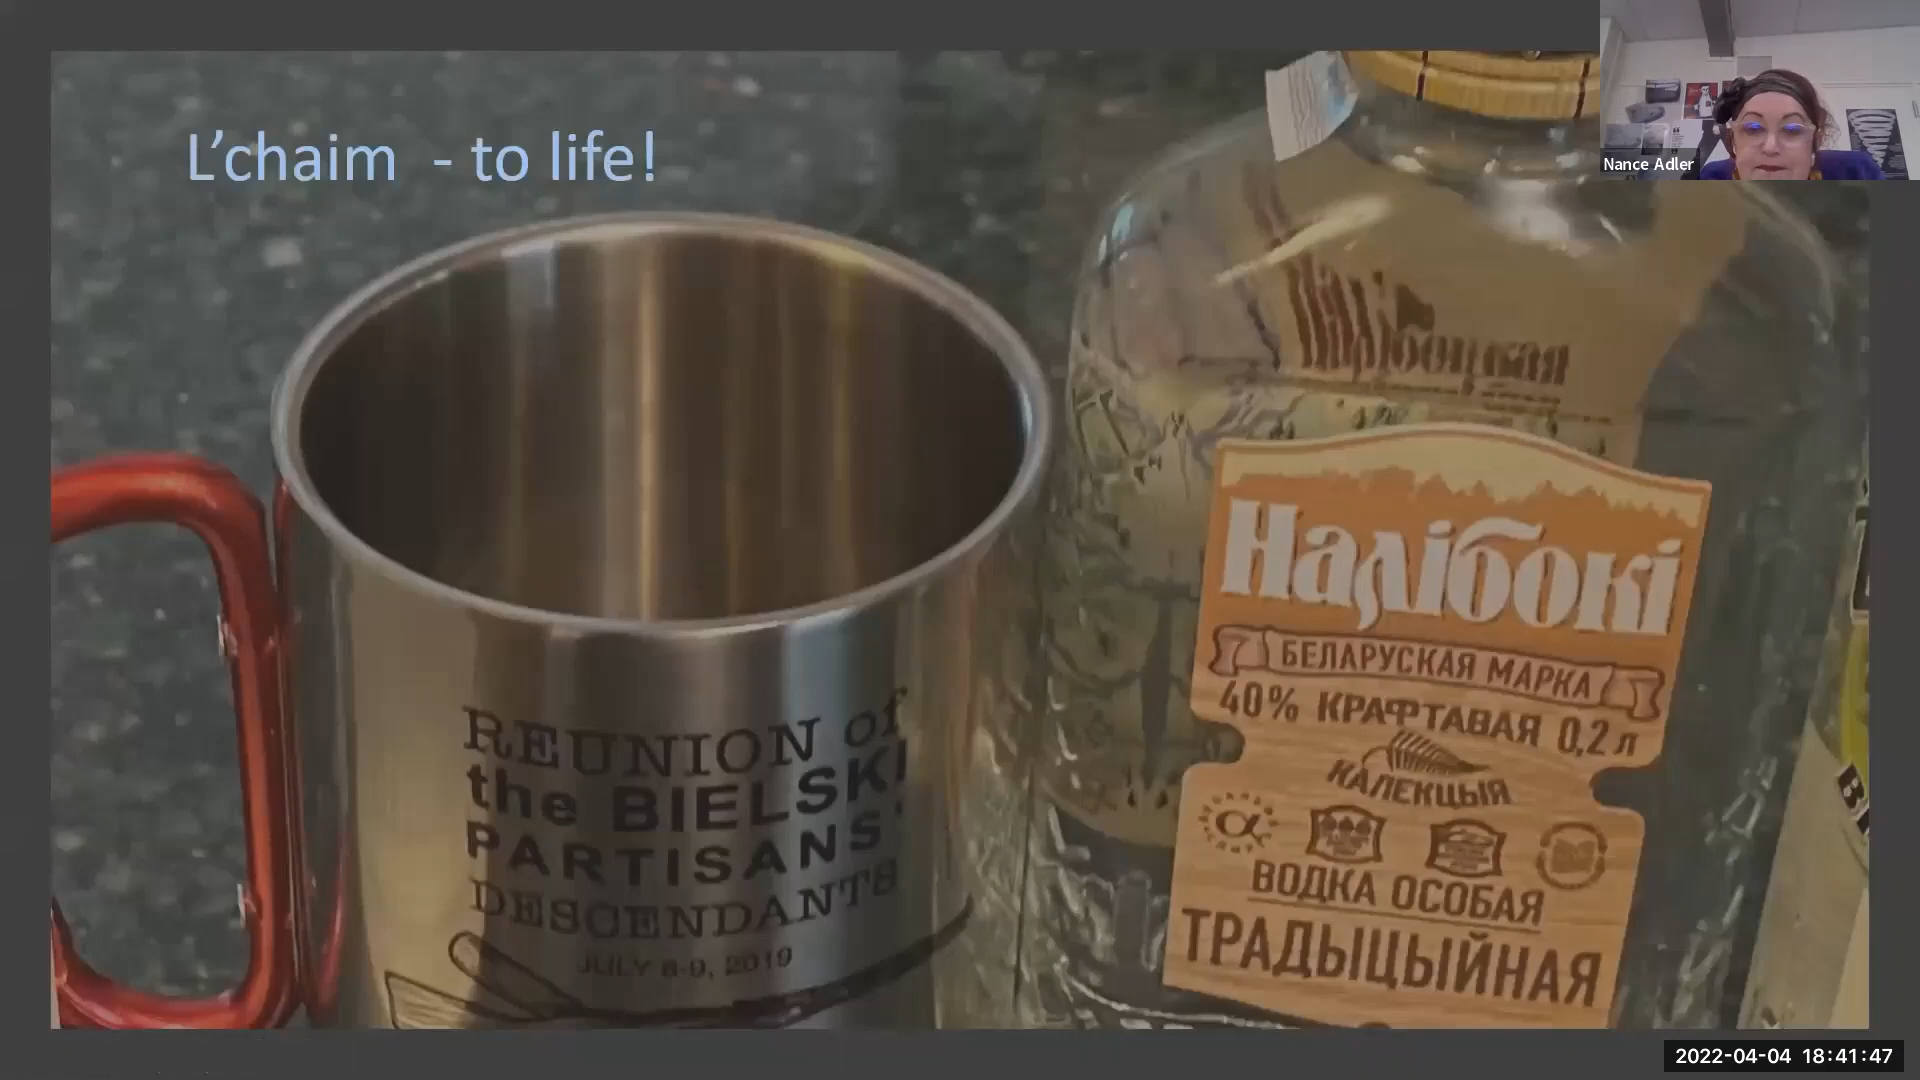 L'chaim - to life!
Nance Adler
REUNION of
the BIELSKI
PARTISANS'
DESCENDANTS
JULY 8-9, 2019
Налібокі
БЕЛАРУСКАЯ МАРКА
40% КРАФТАВАЯ 0,2 л
КАЛЕКЦЫЯ
ВОДКА ОСОБАЯ
ТРАДЫЦЫЙНАЯ
2022-04-04 18:41:47